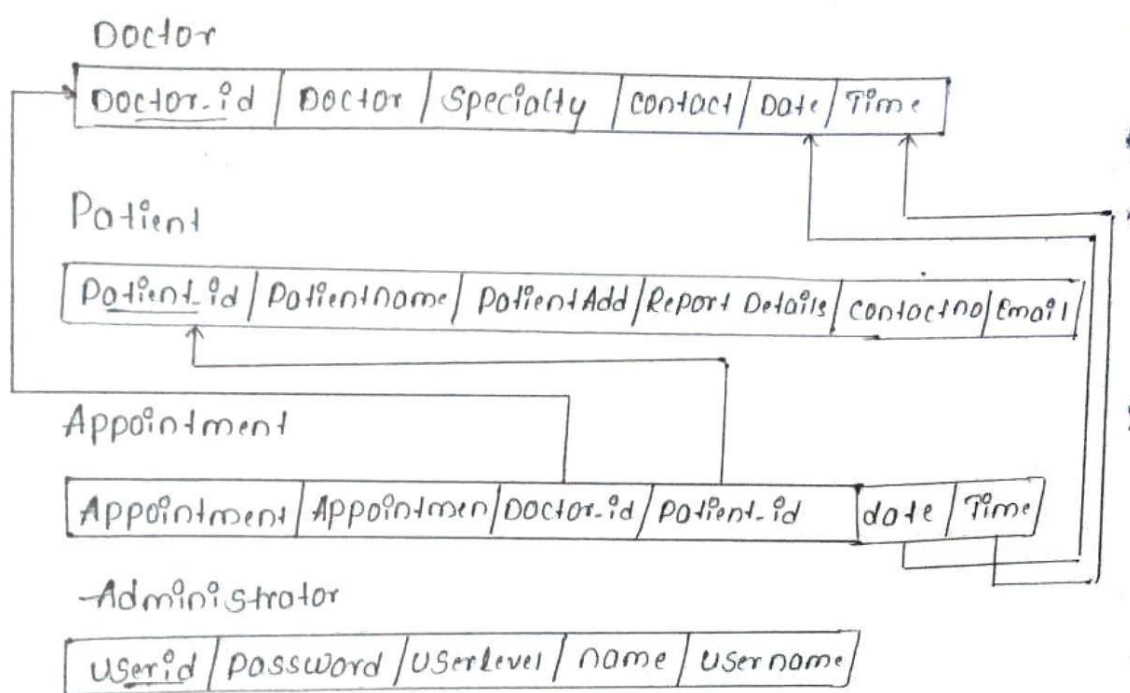 Doctor
Doctor-id Doctor Specialty contact Date Time
Patient
Patient-id Patientname PatientAdd Report Details contactno Email
Appointment
Appointment Appointmen Doctor-id Patient-id date Time
Administrator
Userid Password UserLevel name username